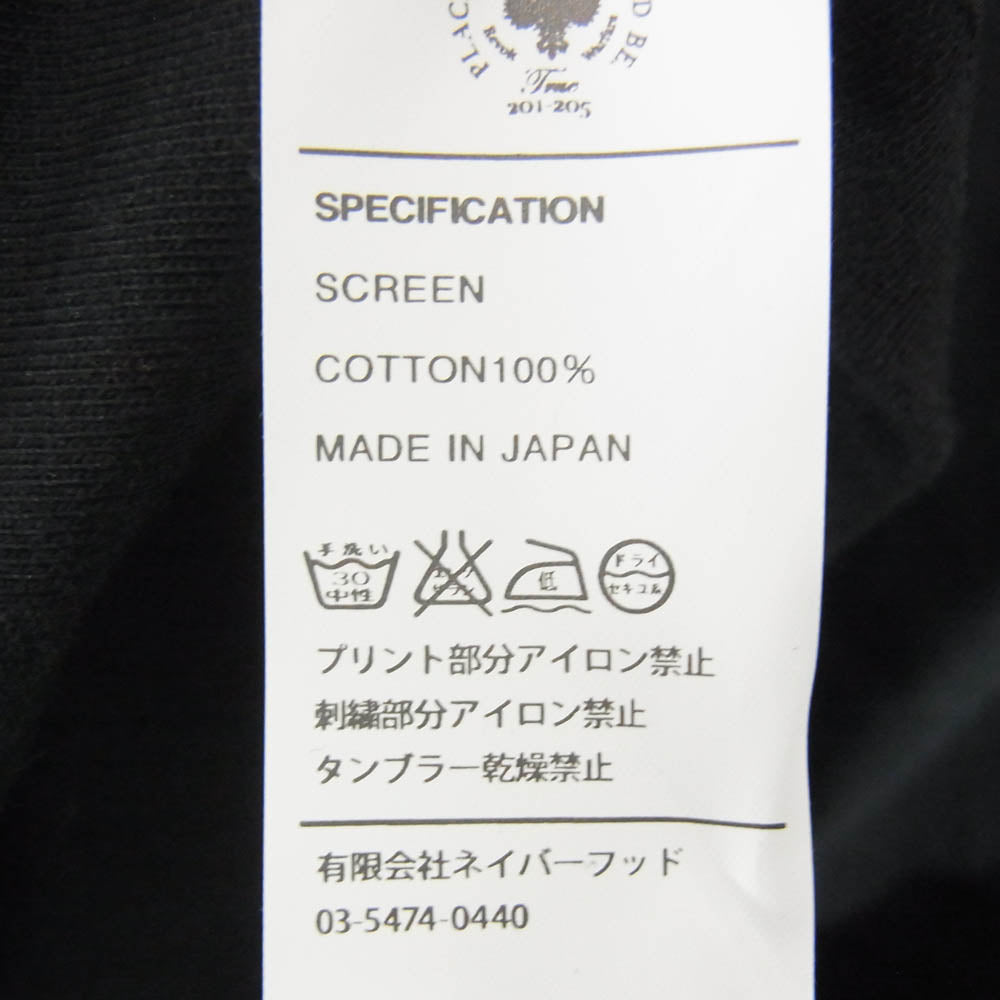 PLAC
D BE
True
201-205
SPECIFICATION
SCREEN
COTTON100%
MADE IN JAPAN
手洗い
30
中性
低
ドライ
セキユ系
プリント部分アイロン禁止
刺繍部分アイロン禁止
タンブラー乾燥禁止
有限会社ネイバーフッド
03-5474-0440